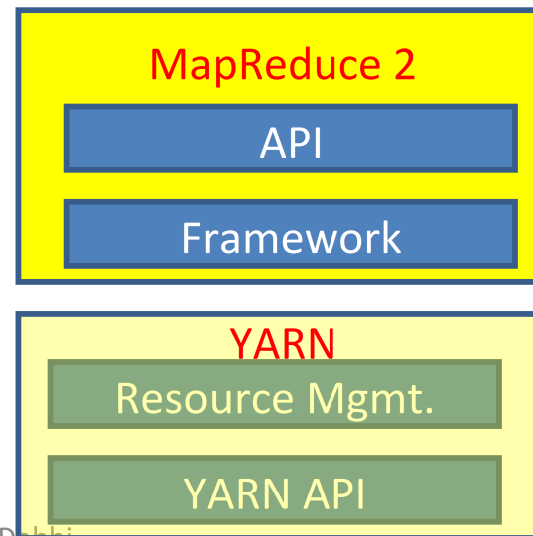 MapReduce 2
API
Framework
YARN
Resource Mgmt.
YARN API